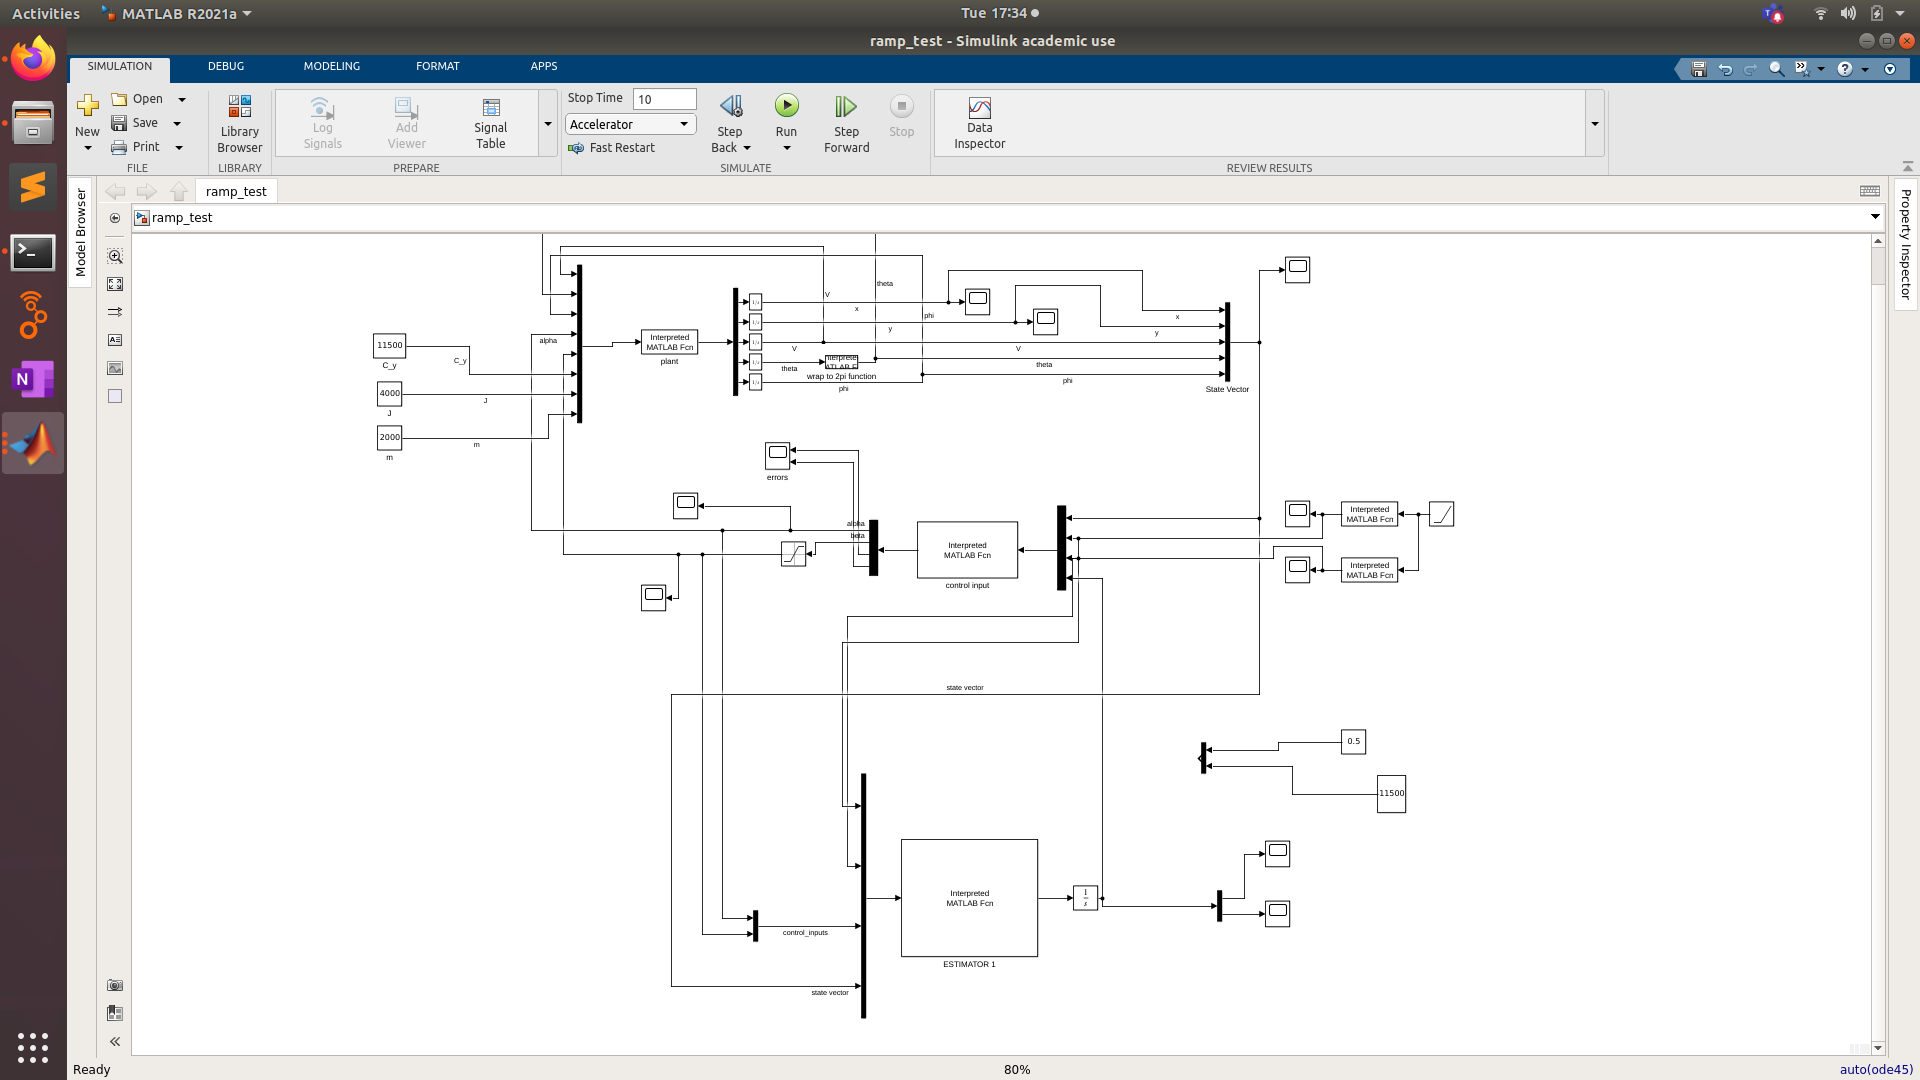 Activities
MATLAB R2021a
Tue 17:34
ramp_test - Simulink academic use
SIMULATION
DEBUG
MODELING
FORMAT
APPS
New
Open
Save
Print
FILE
Library
Browser
LIBRARY
Log
Signals
Add
Viewer
Signal
Table
PREPARE
Stop Time
10
Accelerator
Fast Restart
Step
Back
Run
Step
Forward
Stop
SIMULATE
Data
Inspector
REVIEW RESULTS
Model Browser
Property Inspector
ramp_test
ramp_test
11500
C_y
C_y
4000
J
J
2000
m
m
alpha
Interpreted
MATLAB Fcn
plant
V
x
y
V
theta
theta
phi
wrap to 2pi function
phi
V
theta
phi
x
y
State Vector
errors
alpha
beta
Interpreted
MATLAB Fcn
control input
Interpreted
MATLAB Fcn
Interpreted
MATLAB Fcn
state vector
0.5
11500
Interpreted
MATLAB Fcn
ESTIMATOR 1
1
s
control_inputs
state vector
Ready
80%
auto(ode45)